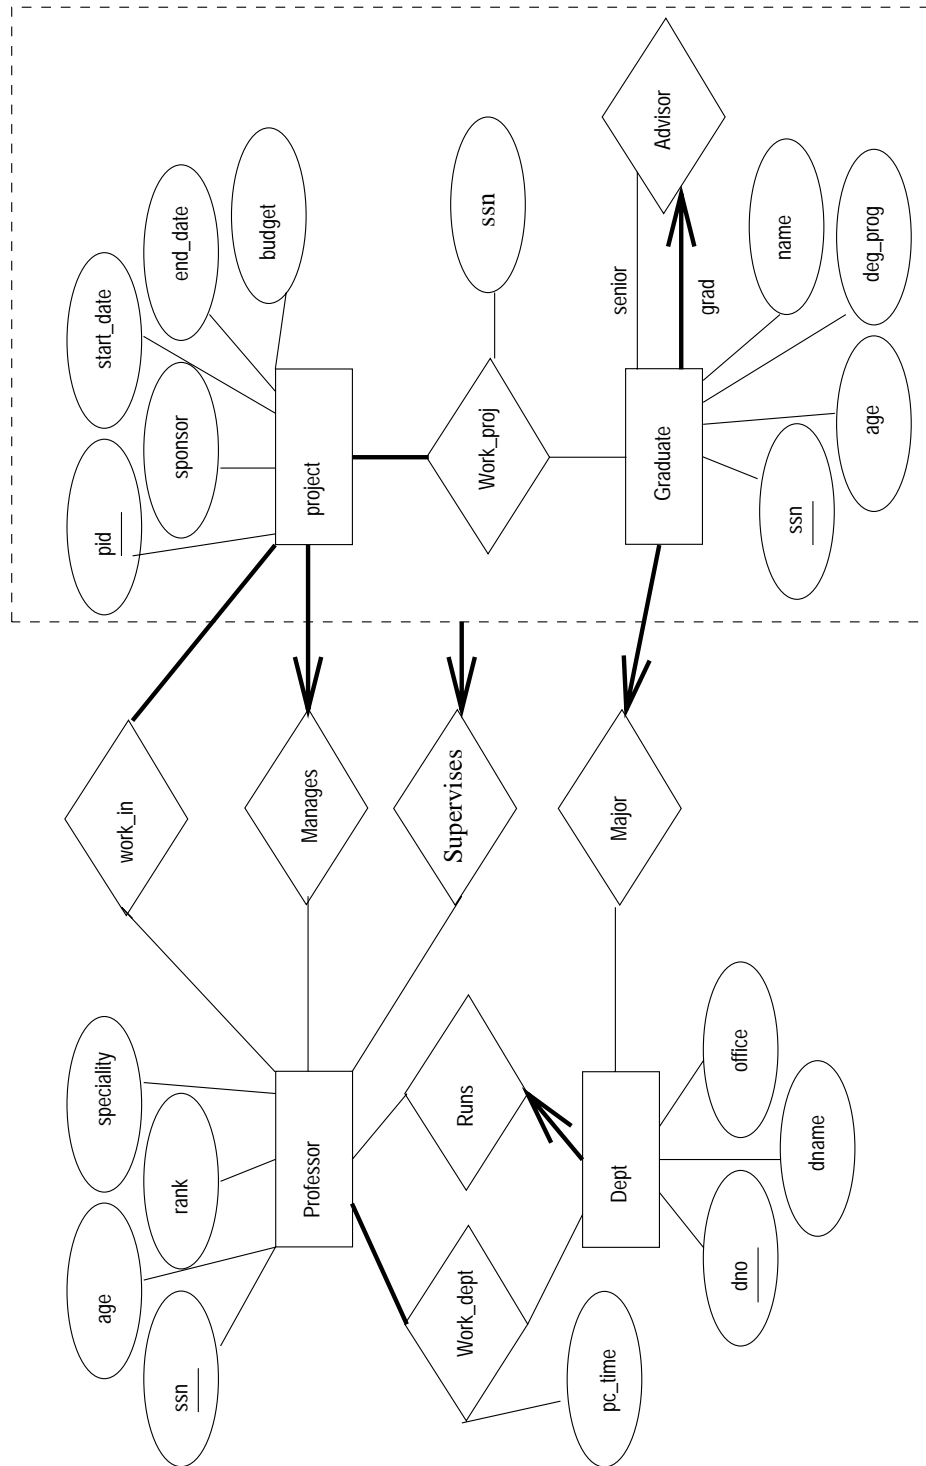 speciality
rank
age
ssn
Professor
work_in
Manages
Supervises
Major
Runs
Work_dept
pc_time
Dept
office
dname
dno
pid
sponsor
start_date
end_date
budget
project
Work_proj
ssn
Graduate
senior
grad
Advisor
name
deg_prog
age
ssn